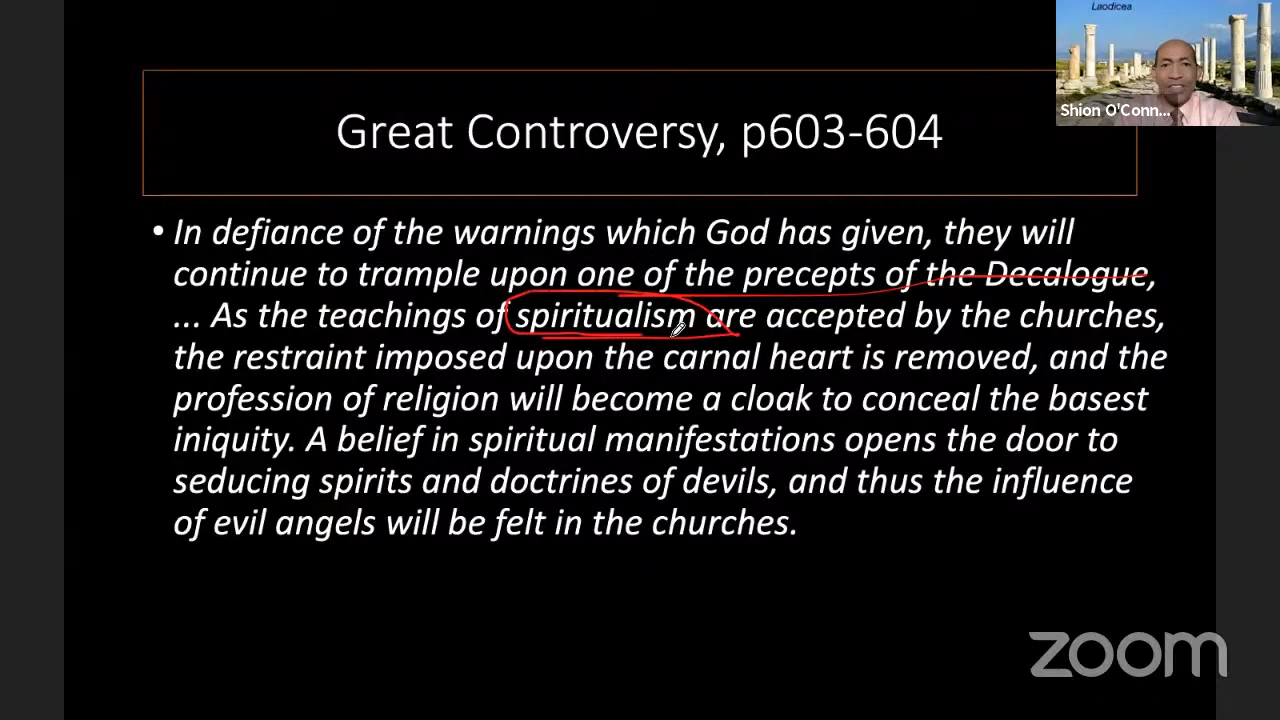 Laodicea
Shion O'Conn...
Great Controversy, p603-604
• In defiance of the warnings which God has given, they will
continue to trample upon one of the precepts of the Decalogue,
... As the teachings of spiritualism are accepted by the churches,
the restraint imposed upon the carnal heart is removed, and the
profession of religion will become a cloak to conceal the basest
iniquity. A belief in spiritual manifestations opens the door to
seducing spirits and doctrines of devils, and thus the influence
of evil angels will be felt in the churches.
zoom